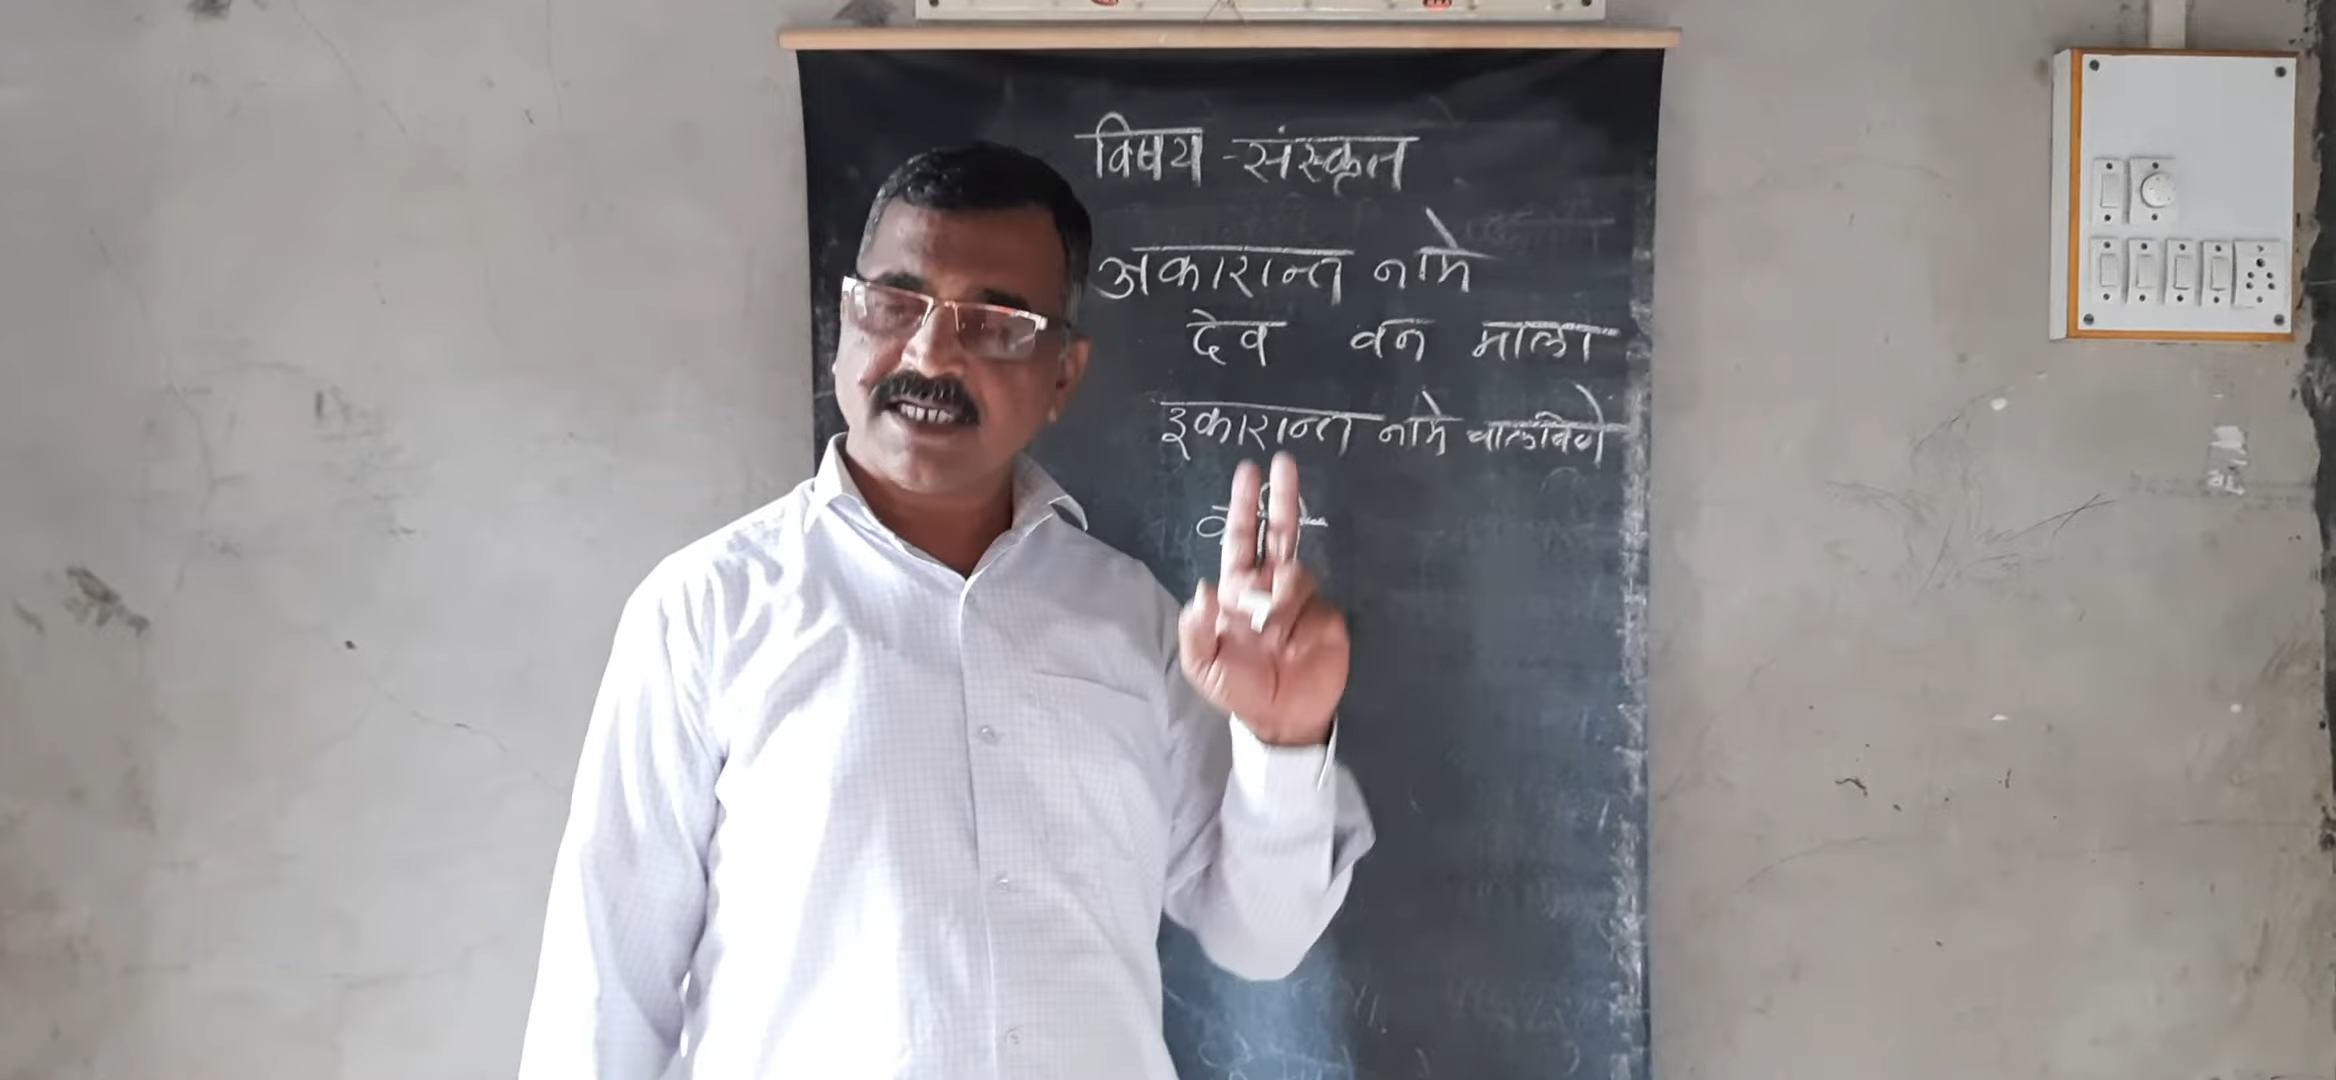 विषय - संस्कृत
अकारान्त नामे
देव वन माला
इकारान्त नामे चालविणे